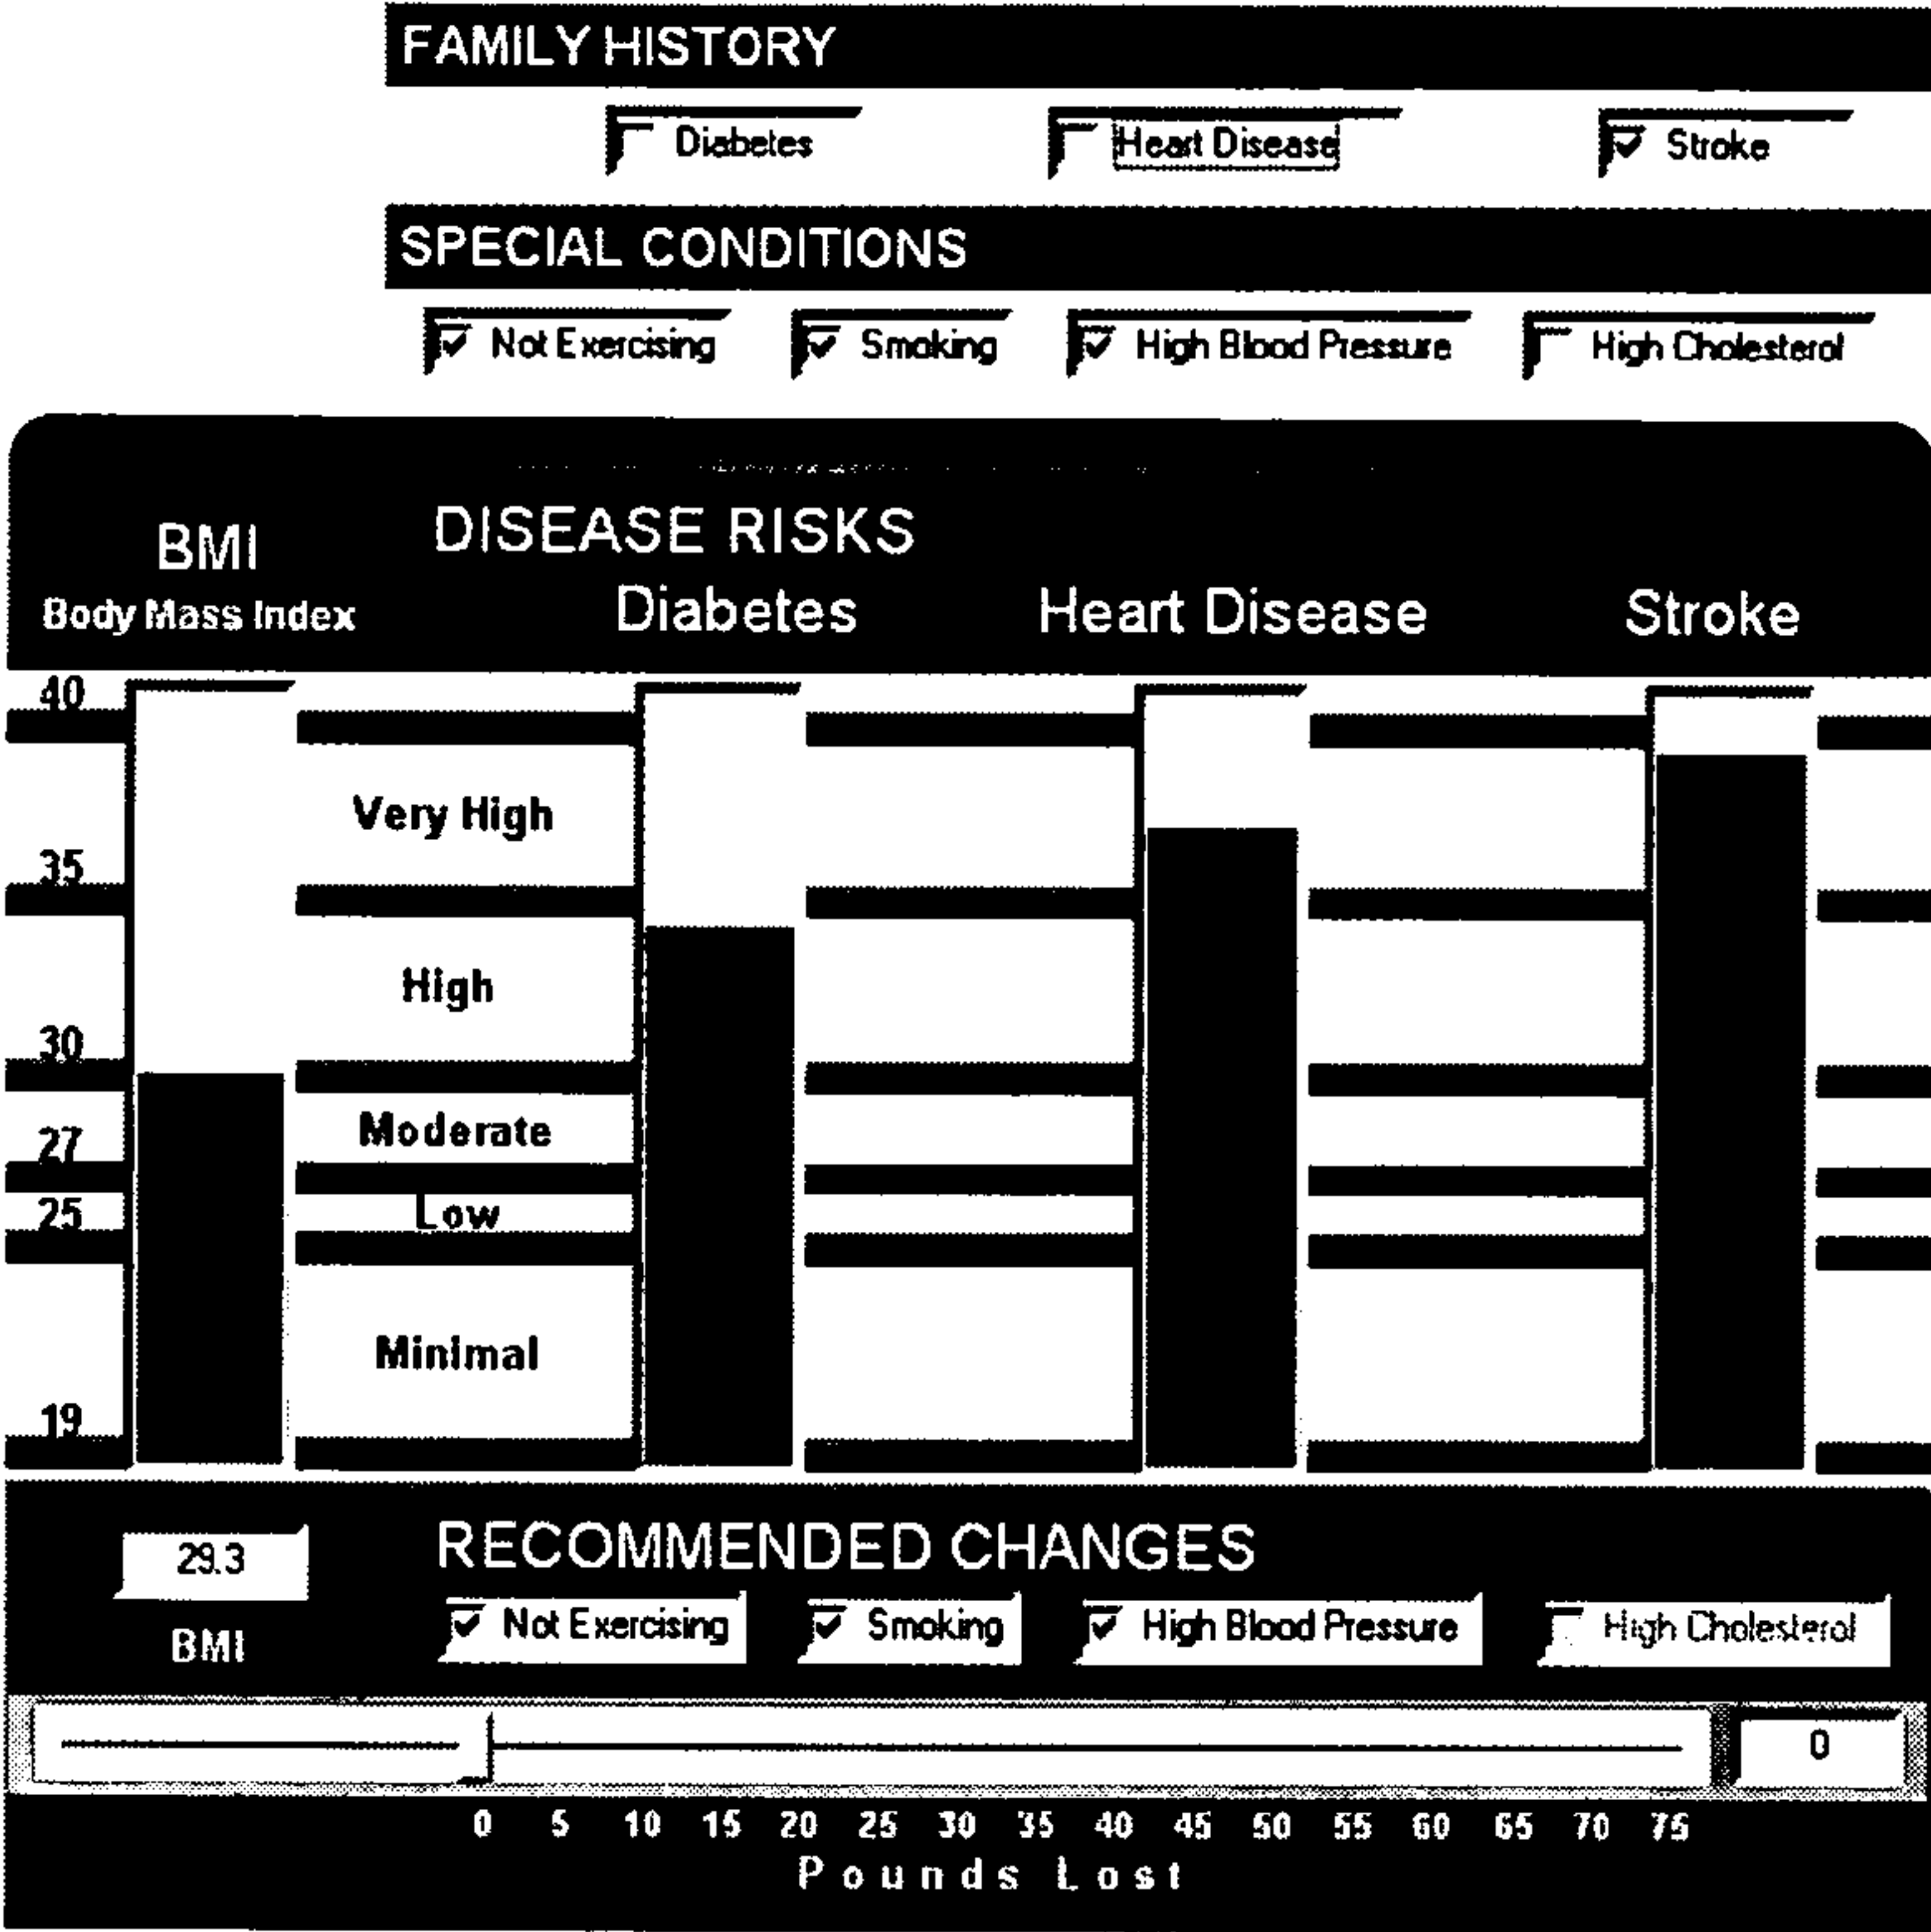 FAMILY HISTORY
Diabetes Heart Disease Stroke
SPECIAL CONDITIONS
Not Exercising Smoking High Blood Pressure High Cholesterol
BMI DISEASE RISKS
Body Mass Index Diabetes Heart Disease Stroke
40
Very High
35
High
30
Moderate
27
Low
25
Minimal
19
29.3 RECOMMENDED CHANGES
Not Exercising Smoking High Blood Pressure High Cholesterol
BMI
0
0 5 10 15 20 25 30 35 40 45 50 55 60 65 70 75
Pounds Lost